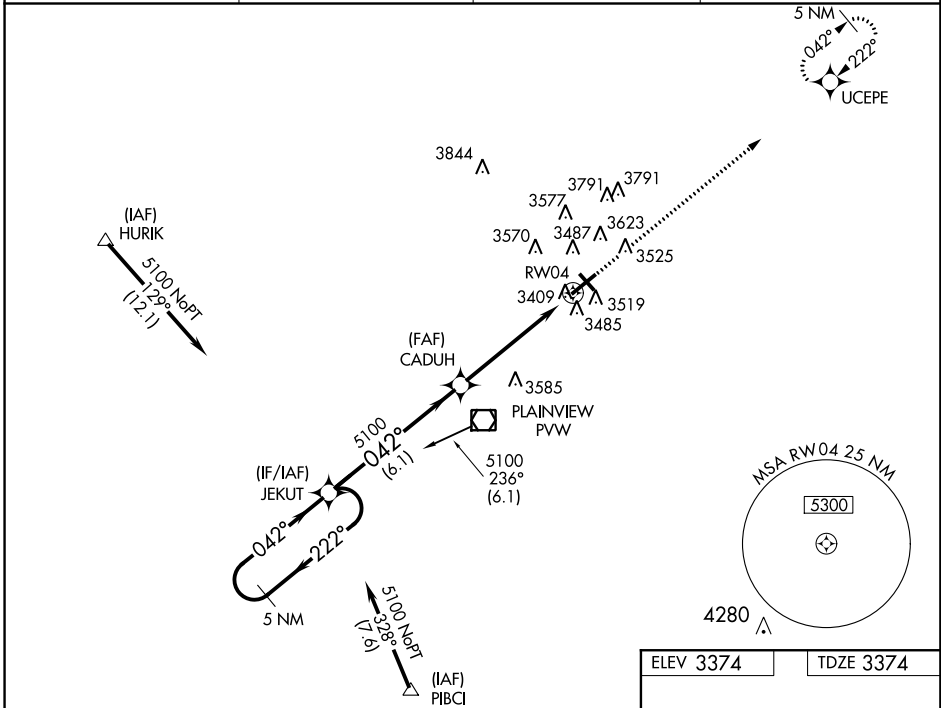 5 NM
042°
222°
UCEPE
3844
3791
3791
3577
3623
3570
3487
3525
(IAF)
HURIK
5100 NoPT
129°
(12.1)
RW04
3409
3519
3485
(FAF)
CADUH
3585
PLAINVIEW
PVW
5100
042°
(6.1)
5100
236°
(6.1)
(IF/IAF)
JEKUT
042°
222°
5 NM
MSA RW04 25 NM
5300
5100 NoPT
328°
(7.6)
4280
(IAF)
PIBCI
ELEV 3374
TDZE 3374